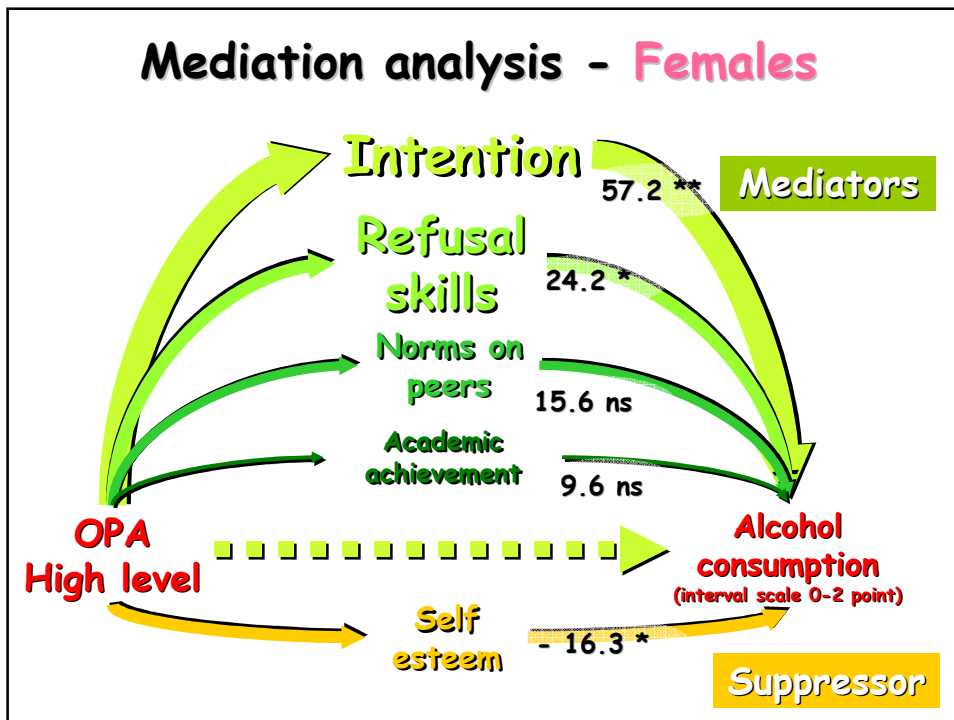 Mediation analysis - Females
Intention
57.2 **
Mediators
Refusal
skills
24.2 *
Norms on
peers
15.6 ns
Academic
achievement
9.6 ns
OPA
High level
Alcohol
consumption
(interval scale 0-2 point)
Self
esteem
- 16.3 *
Suppressor